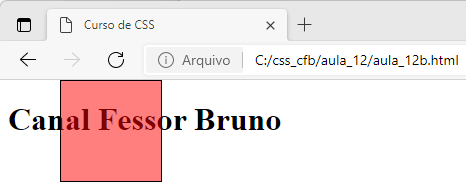 Curso de CSS
Arquivo C:/css_cfb/aula_12/aula_12b.html
Canal Fessor Bruno